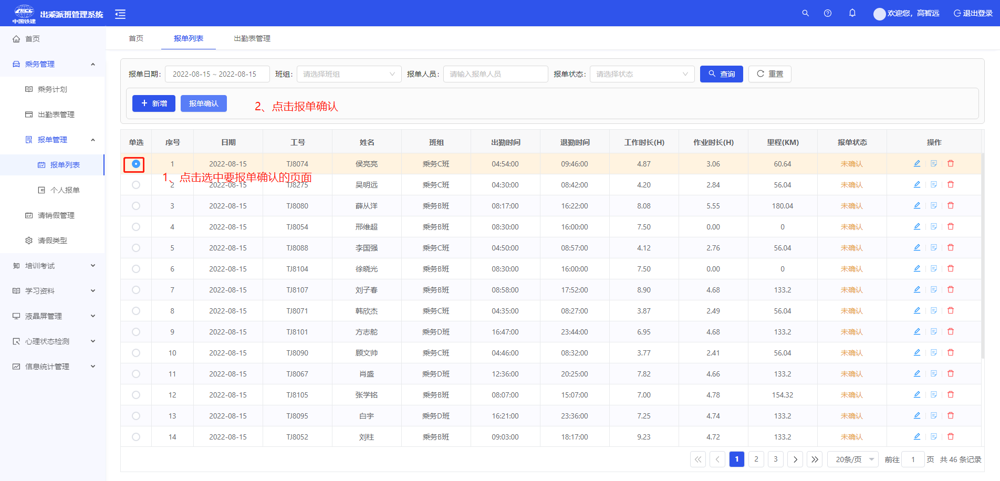 CRCC
中国铁建
出乘派班管理系统
欢迎您，高智远
退出登录
首页
乘务管理
乘务计划
出勤表管理
报单管理
报单列表
个人报单
请销假管理
请假类型
知 培训考试
学习资料
液晶屏管理
心理状态检测
信息统计管理
首页 报单列表 出勤表管理
报单日期： 2022-08-15 ~ 2022-08-15 班组： 请选择班组 报单人员： 请输入报单人员 报单状态： 请选择状态 查询 重置
新增 报单确认 2、点击报单确认
单选 序号 日期 工号 姓名 班组 出勤时间 退勤时间 工作时长(H) 作业时长(H) 里程(KM) 报单状态 操作
1 2022-08-15 TJ8074 侯亮亮 乘务C班 04:54:00 09:46:00 4.87 3.06 60.64 未确认
1、点击选中要报单确认的页面
2 2022-08-15 TJ8275 吴明远 乘务C班 04:30:00 08:42:00 4.20 2.84 56.04 未确认
3 2022-08-15 TJ8080 薛从洋 乘务B班 08:17:00 16:22:00 8.08 5.55 180.04 未确认
4 2022-08-15 TJ8054 邢维超 乘务B班 08:30:00 16:00:00 7.50 0.00 0 未确认
5 2022-08-15 TJ8088 李国强 乘务C班 04:50:00 08:57:00 4.12 2.76 56.04 未确认
6 2022-08-15 TJ8104 徐晓光 乘务B班 08:30:00 16:00:00 7.50 0.00 0 未确认
7 2022-08-15 TJ8107 刘子春 乘务B班 08:58:00 17:52:00 8.90 4.68 133.2 未确认
8 2022-08-15 TJ8071 韩欣杰 乘务C班 04:35:00 08:27:00 3.87 2.49 56.04 未确认
9 2022-08-15 TJ8101 方志舵 乘务D班 16:47:00 23:44:00 6.95 4.68 133.2 未确认
10 2022-08-15 TJ8090 顾文帅 乘务C班 04:46:00 08:32:00 3.77 2.41 56.04 未确认
11 2022-08-15 TJ8067 肖盛 乘务D班 12:36:00 20:25:00 7.82 4.66 133.2 未确认
12 2022-08-15 TJ8105 张学铭 乘务B班 08:07:00 15:07:00 7.00 4.78 154.32 未确认
13 2022-08-15 TJ8095 白宇 乘务D班 16:21:00 23:36:00 7.25 4.74 133.2 未确认
14 2022-08-15 TJ8052 刘柱 乘务B班 09:03:00 18:17:00 9.23 4.72 133.2 未确认
1 2 3 20条/页 前往 1 页 共 46 条记录